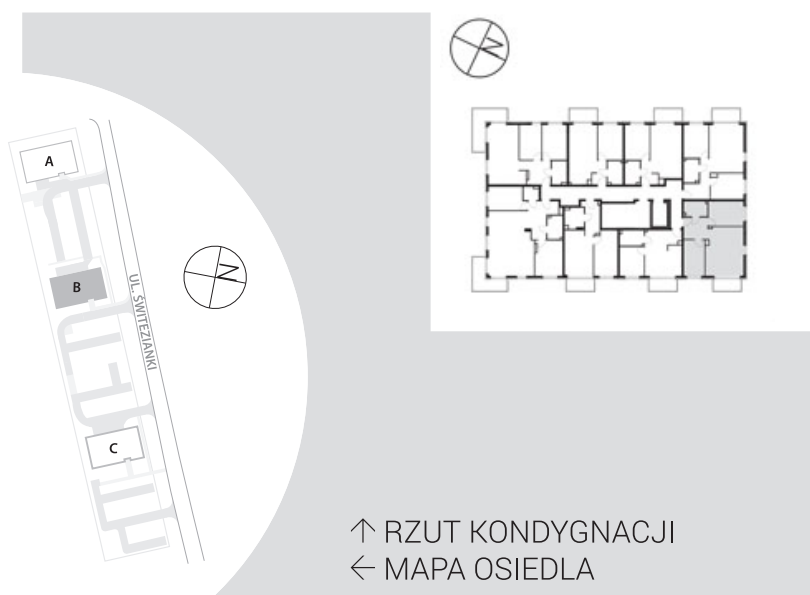 N
A
N
B
UL. ŚWITEZIANKI
C
↑ RZUT KONDYGNACJI
← MAPA OSIEDLA